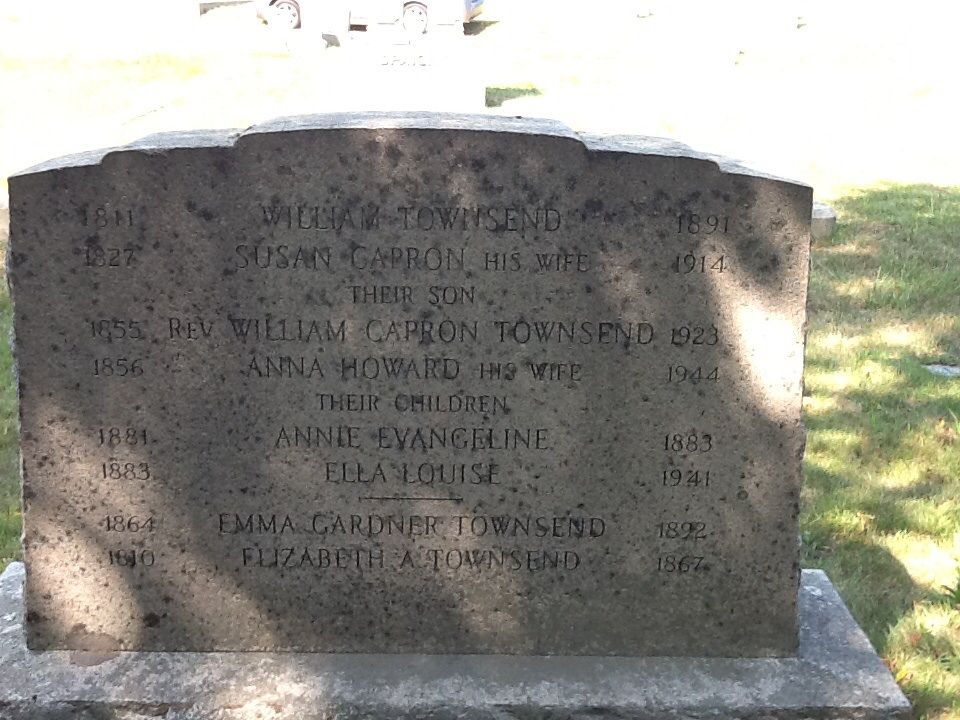 1811 WILLIAM TOWNSEND 1891
1827 SUSAN CAPRON HIS WIFE 1914
THEIR SON
1855 REV. WILLIAM CAPRON TOWNSEND 1923
1856 ANNA HOWARD HIS WIFE 1944
THEIR CHILDREN
1881 ANNIE EVANGELINE 1883
1883 ELLA LOUISE 1941
1864 EMMA GARDNER TOWNSEND 1892
1810 ELIZABETH A TOWNSEND 1867